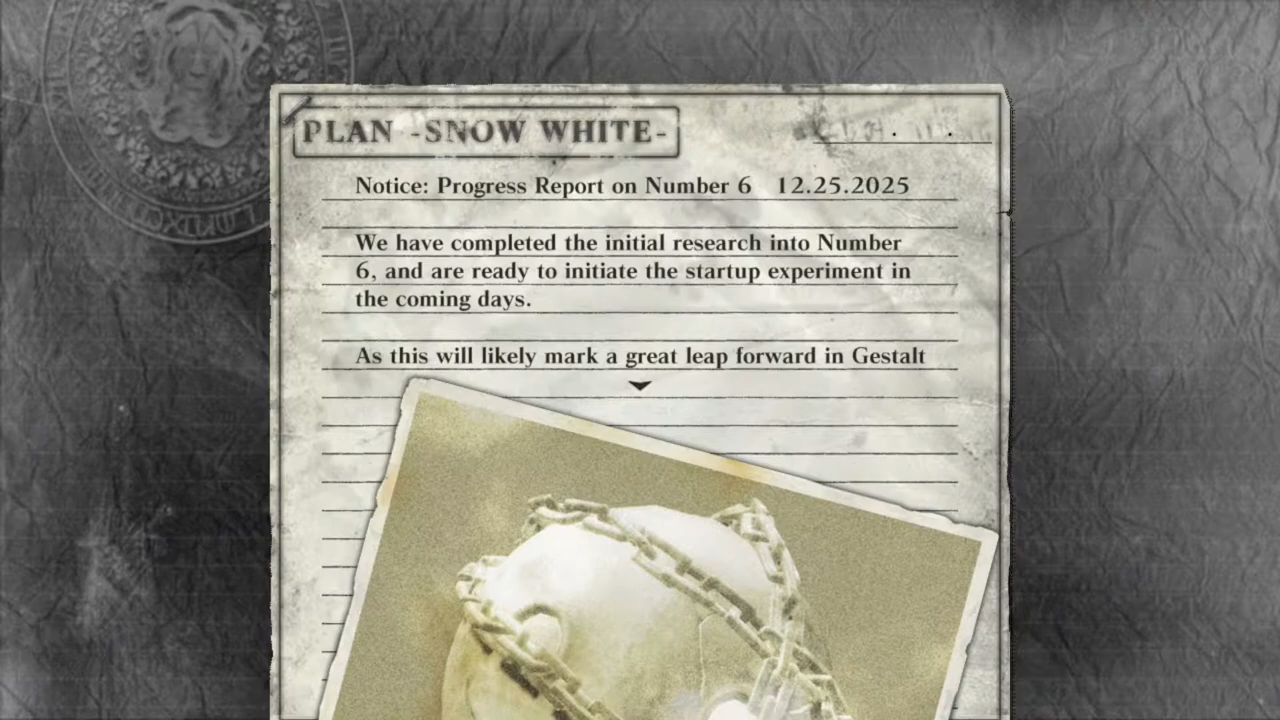 PLAN -SNOW WHITE-
Notice: Progress Report on Number 6 12.25.2025
We have completed the initial research into Number
6, and are ready to initiate the startup experiment in
the coming days.
As this will likely mark a great leap forward in Gestalt